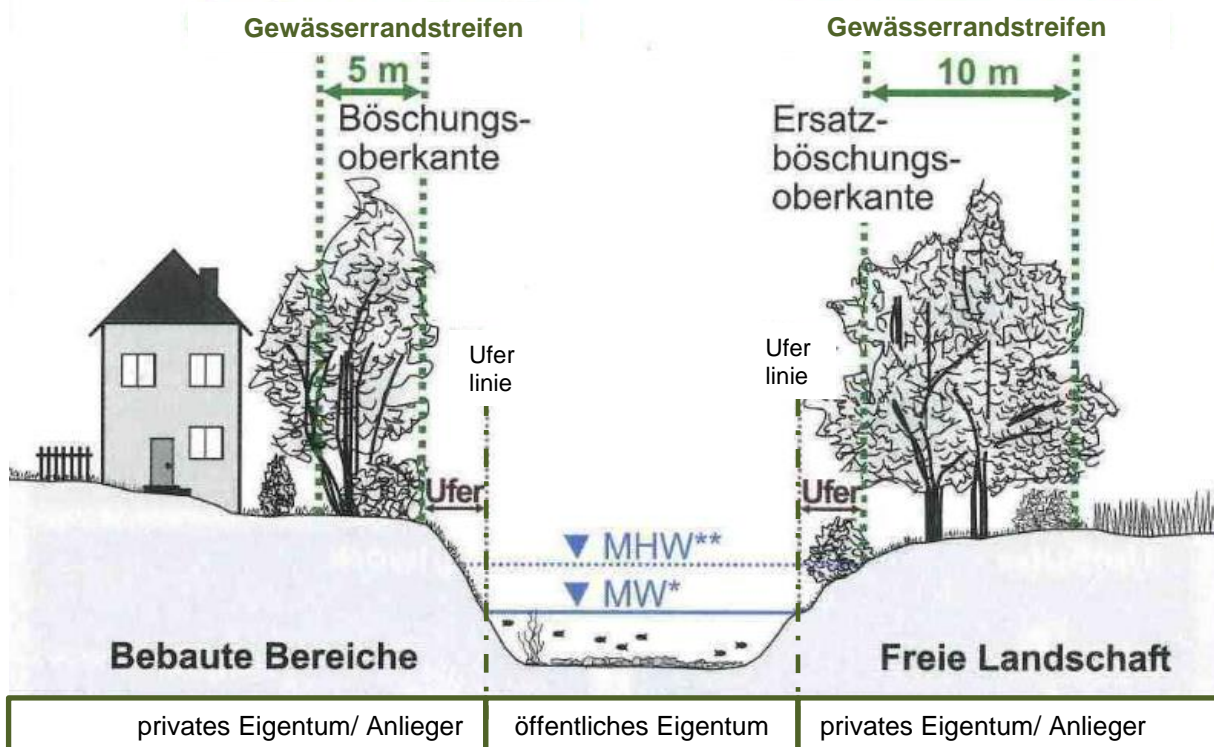 Gewässerrandstreifen
Gewässerrandstreifen
5 m
10 m
Böschungs-
oberkante
Ersatz-
böschungs-
oberkante
Ufer
linie
Ufer
linie
Ufer
Ufer
MHW**
MW*
Bebaute Bereiche
Freie Landschaft
privates Eigentum/ Anlieger
öffentliches Eigentum
privates Eigentum/ Anlieger